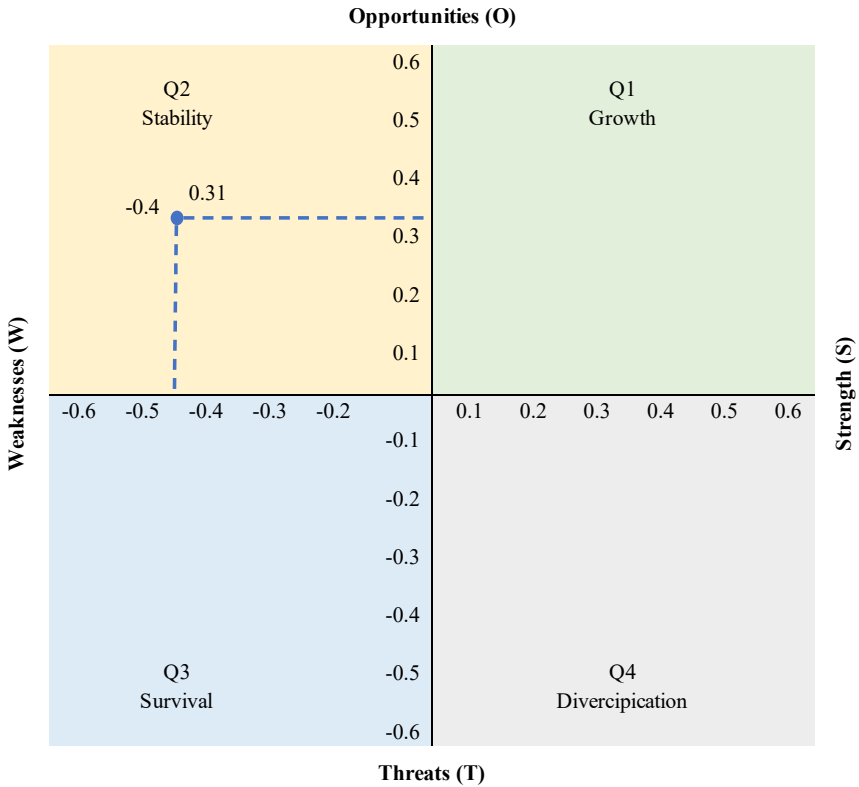 Opportunities (O)
0.6
Q2
Q1
Stability
0.5
Growth
0.4
0.31
-0.4
0.3
0.2
0.1
Weaknesses (W)
Strength (S)
-0.6 -0.5 -0.4 -0.3 -0.2 0.1 0.2 0.3 0.4 0.5 0.6
-0.1
-0.2
-0.3
-0.4
-0.5
Q3
Q4
Survival
Divercipication
-0.6
Threats (T)